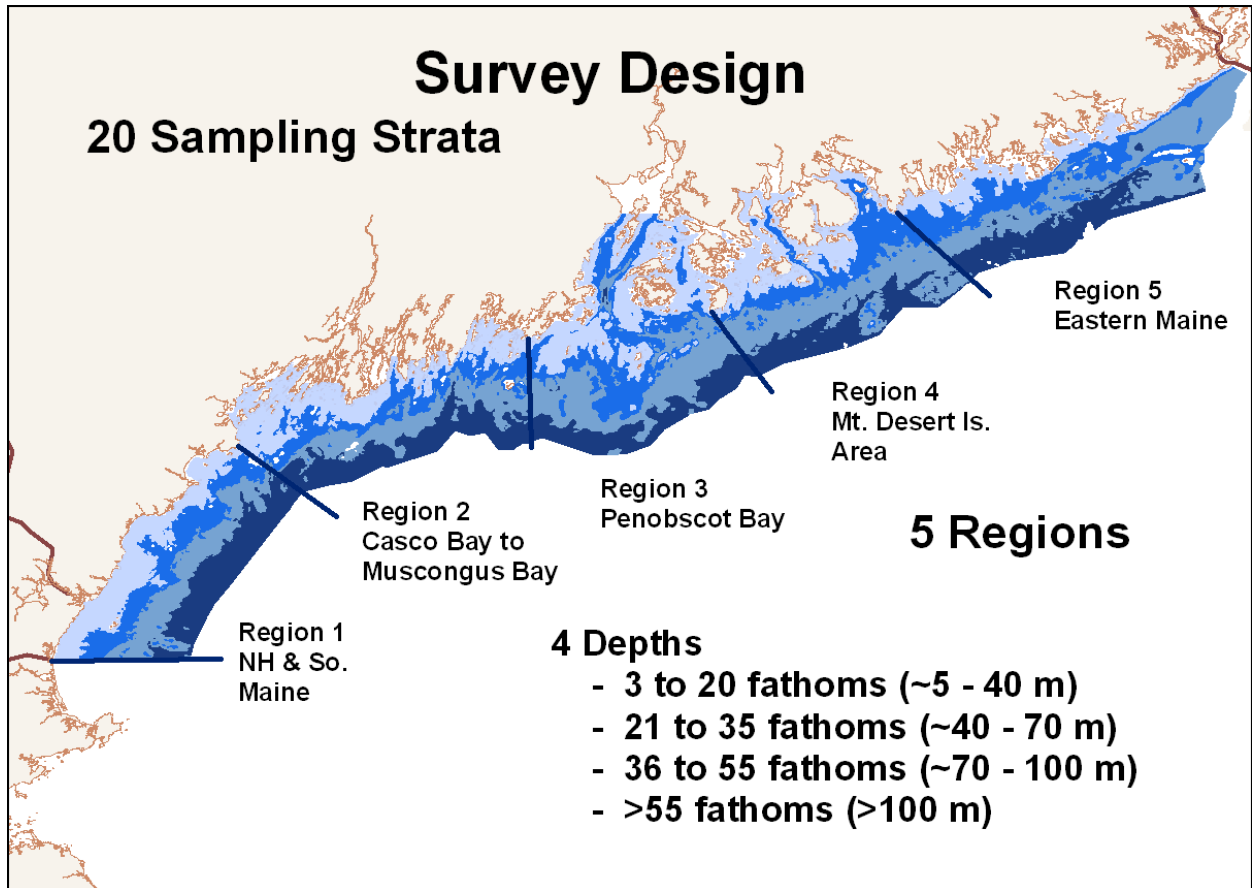 Survey Design
20 Sampling Strata
Region 5
Eastern Maine
Region 4
Mt. Desert Is.
Area
Region 3
Penobscot Bay
Region 2
Casco Bay to
Muscongus Bay
5 Regions
Region 1
NH & So.
Maine
4 Depths
- 3 to 20 fathoms (~5 - 40 m)
- 21 to 35 fathoms (~40 - 70 m)
- 36 to 55 fathoms (~70 - 100 m)
- >55 fathoms (>100 m)